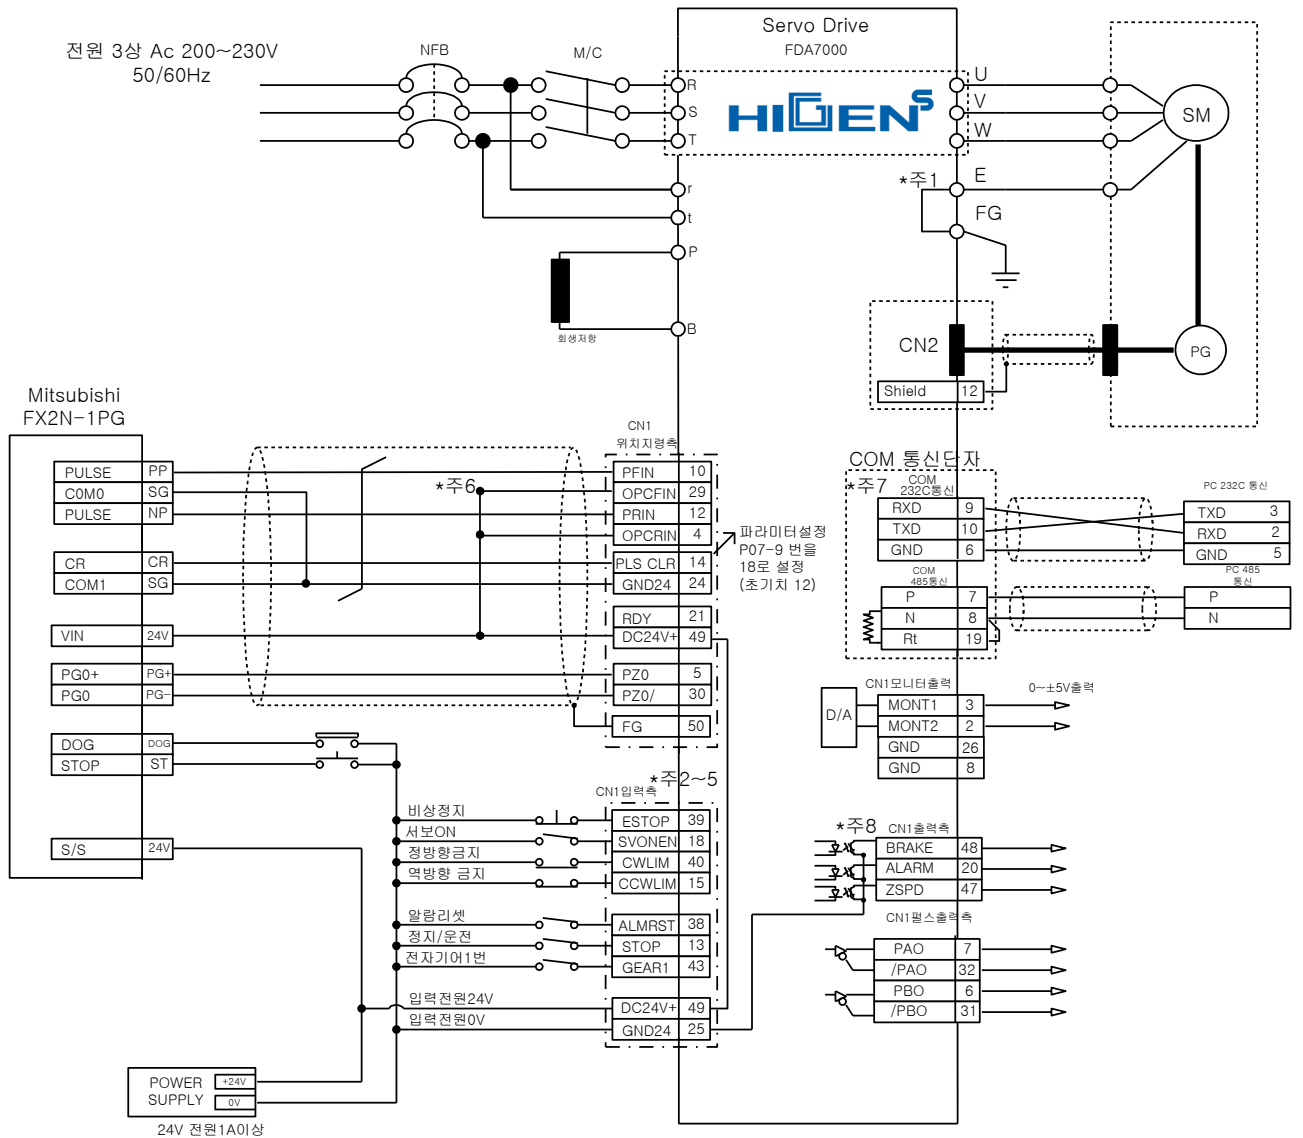 Servo Drive
FDA7000
전원 3상 Ac 200~230V
50/60Hz
NFB
M/C
R
S
T
HIGEN S
U
V
W
SM
r
t
*주1
E
FG
P
B
회생저항
CN2
Shield 12
PG
Mitsubishi
FX2N-1PG
PULSE PP
C0M0 SG
PULSE NP
CR CR
COM1 SG
VIN 24V
PG0+ PG+
PG0 PG-
DOG DOG
STOP ST
S/S 24V
*주6
CN1
위치지령측
PFIN 10
OPCFIN 29
PRIN 12
OPCRIN 4
PLS CLR 14
GND24 24
RDY 21
DC24V+ 49
PZ0 5
PZ0/ 30
FG 50
파라미터설정
P07-9 번을
18로 설정
(초기치 12)
*주2~5
CN1입력측
비상정지
서보ON
정방향금지
역방향 금지
알람리셋
정지/운전
전자기어1번
입력전원24V
입력전원0V
ESTOP 39
SVONEN 18
CWLIM 40
CCWLIM 15
ALMRST 38
STOP 13
GEAR1 43
DC24V+ 49
GND24 25
POWER
SUPPLY
+24V
0V
24V 전원1A이상
COM 통신단자
*주7
COM
232C통신
RXD 9
TXD 10
GND 6
COM
485통신
P 7
N 8
Rt 19
PC 232C 통신
TXD 3
RXD 2
GND 5
PC 485
통신
P
N
CN1모니터출력
0~±5V출력
D/A
MONT1 3
MONT2 2
GND 26
GND 8
*주8
CN1출력측
BRAKE 48
ALARM 20
ZSPD 47
CN1펄스출력측
PAO 7
/PAO 32
PBO 6
/PBO 31